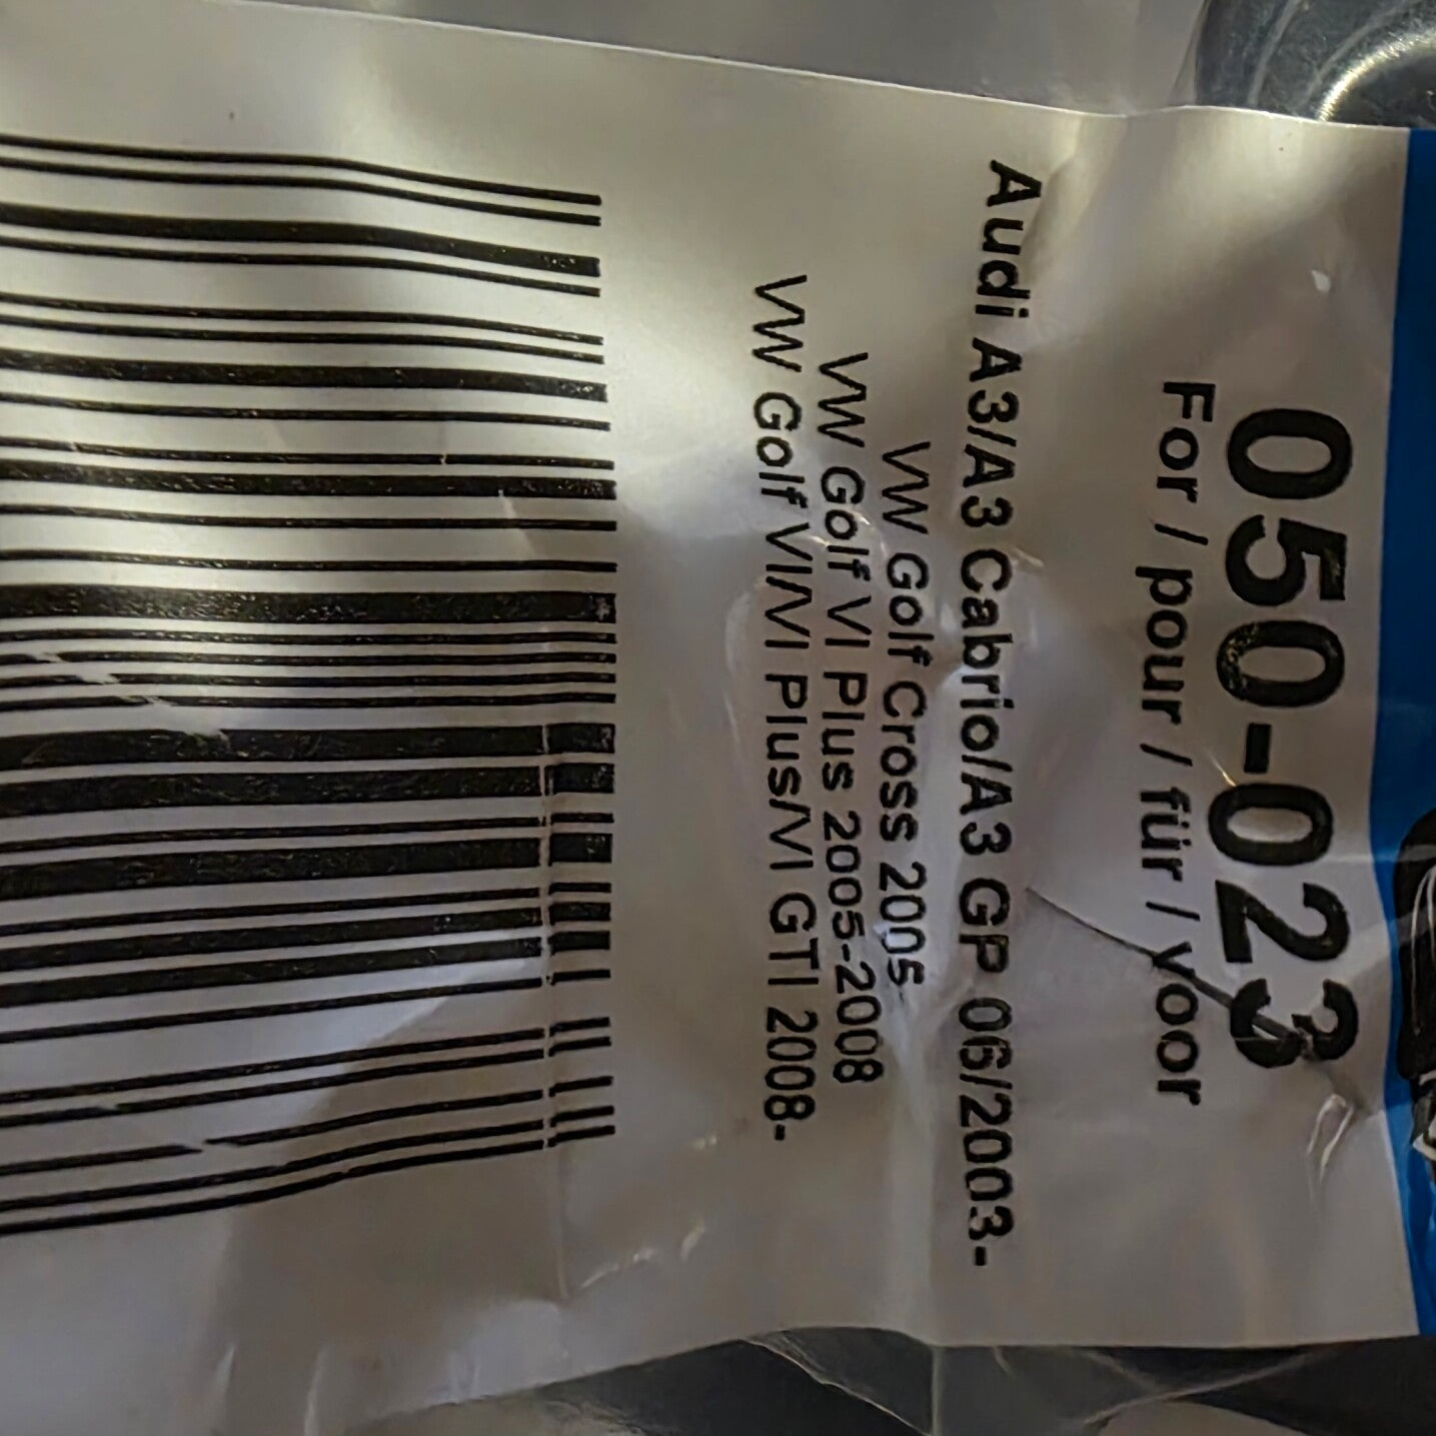 050-023
For / pour / für / voor
Audi A3/A3 Cabrio/A3 GP 06/2003-
VW Golf Cross 2005
VW Golf VI Plus 2005-2008
VW Golf VI/VI Plus/VI GTI 2008-